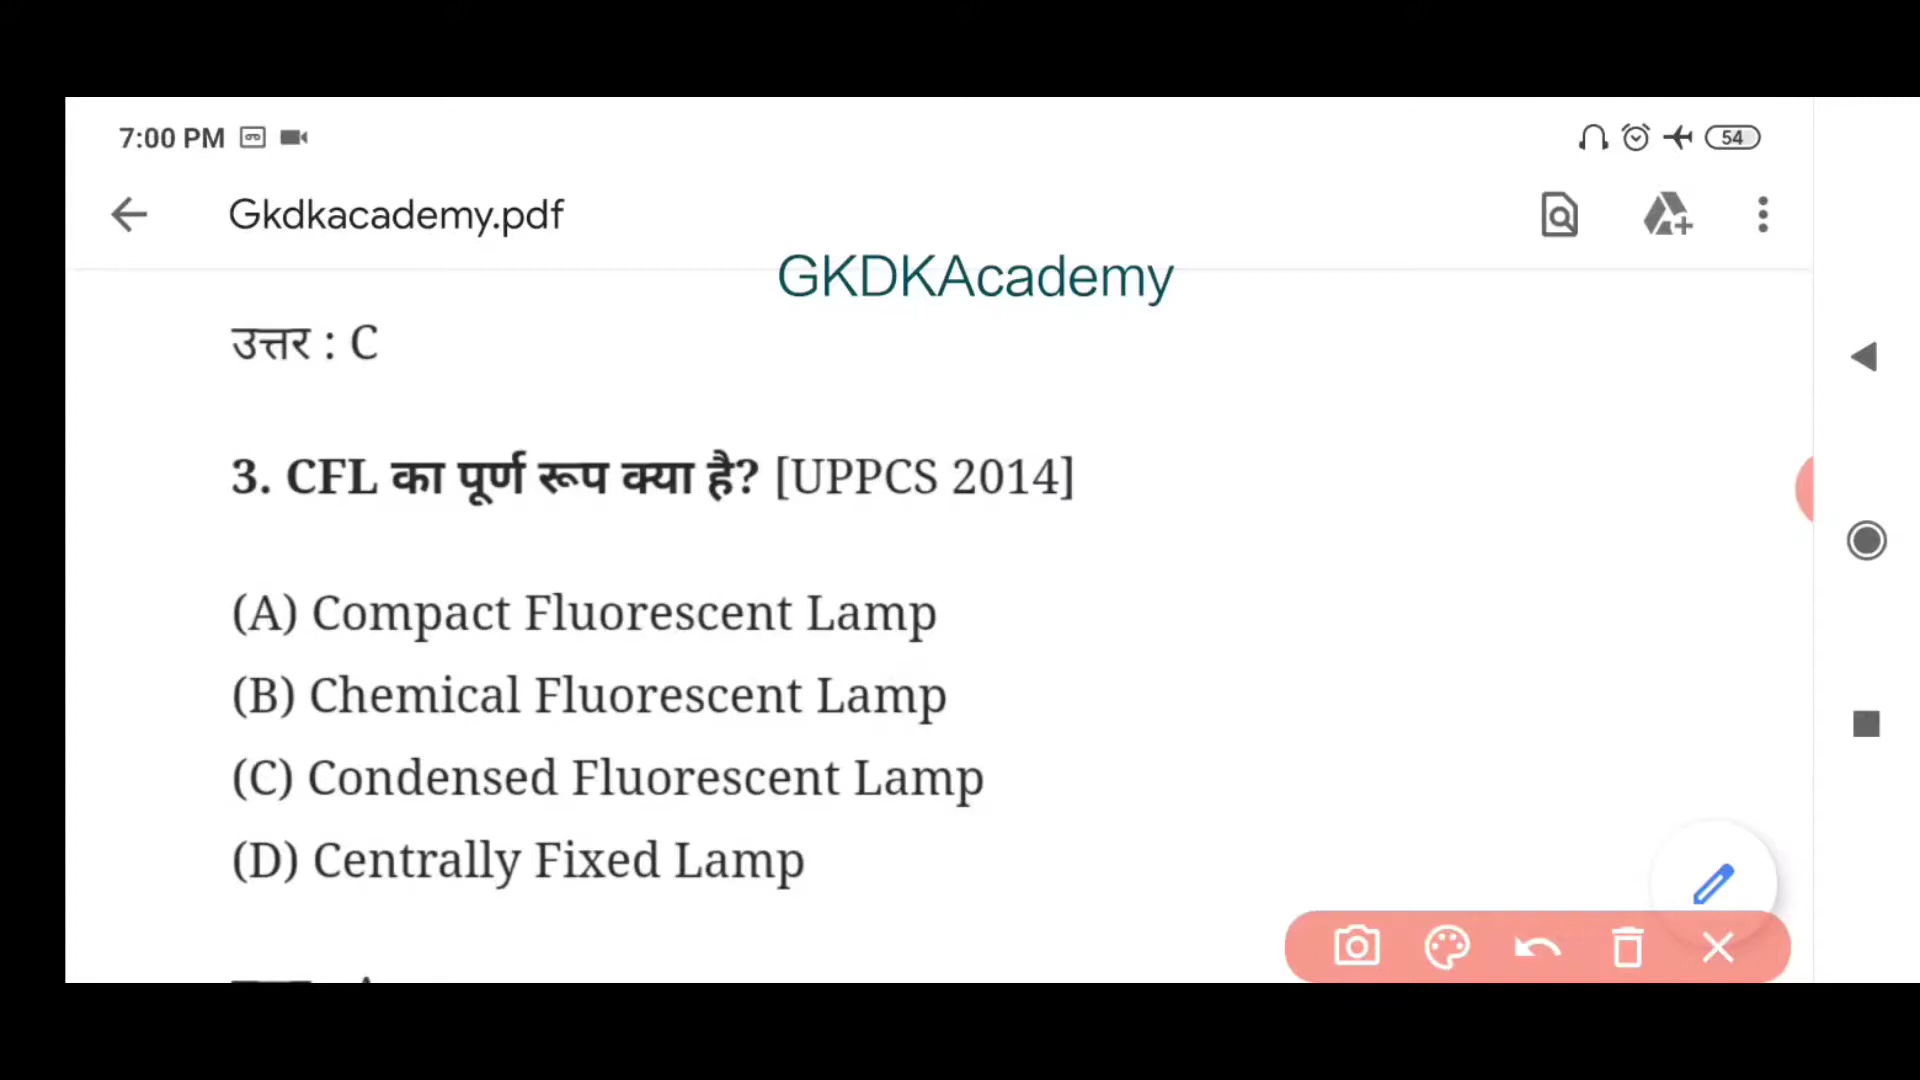 7:00 PM 54
Gkdkacademy.pdf
GKDKAcademy
उत्तर : C
3. CFL का पूर्ण रूप क्या है? [UPPCS 2014]
(A) Compact Fluorescent Lamp
(B) Chemical Fluorescent Lamp
(C) Condensed Fluorescent Lamp
(D) Centrally Fixed Lamp